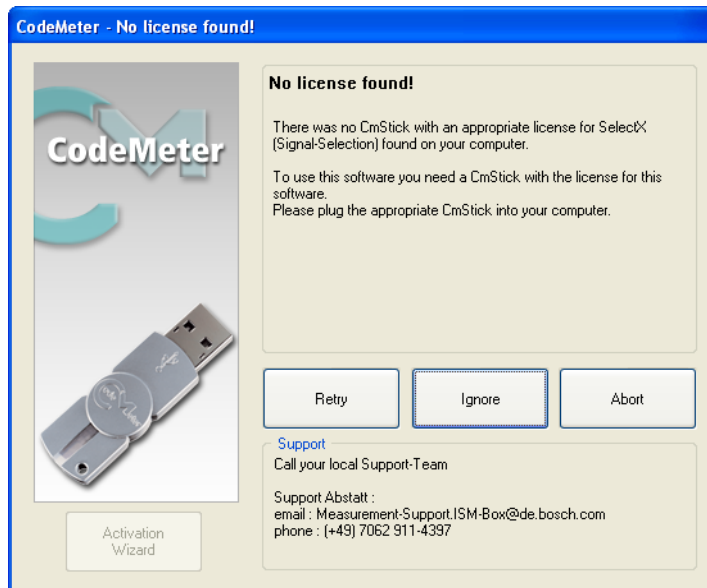 CodeMeter - No license found!
CodeMeter
No license found!
There was no CmStick with an appropriate license for SelectX
(Signal-Selection) found on your computer.
To use this software you need a CmStick with the license for this
software.
Please plug the appropriate CmStick into your computer.
Retry
Ignore
Abort
Support
Call your local Support-Team
Support Abstatt :
email : Measurement-Support.ISM-Box@de.bosch.com
phone : (+49) 7062 911-4397
Activation
Wizard